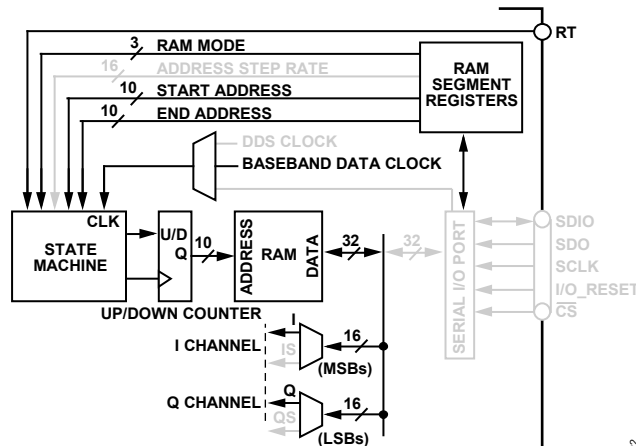 RT
3 RAM MODE
16 ADDRESS STEP RATE
10 START ADDRESS
10 END ADDRESS
RAM
SEGMENT
REGISTERS
DDS CLOCK
BASEBAND DATA CLOCK
CLK
STATE
MACHINE
U/D
Q
10
ADDRESS
RAM
DATA
32
32
SERIAL I/O PORT
SDIO
SDO
SCLK
I/O_RESET
CS
UP/DOWN COUNTER
I CHANNEL
I
IS
16
(MSBs)
Q CHANNEL
Q
QS
16
(LSBs)